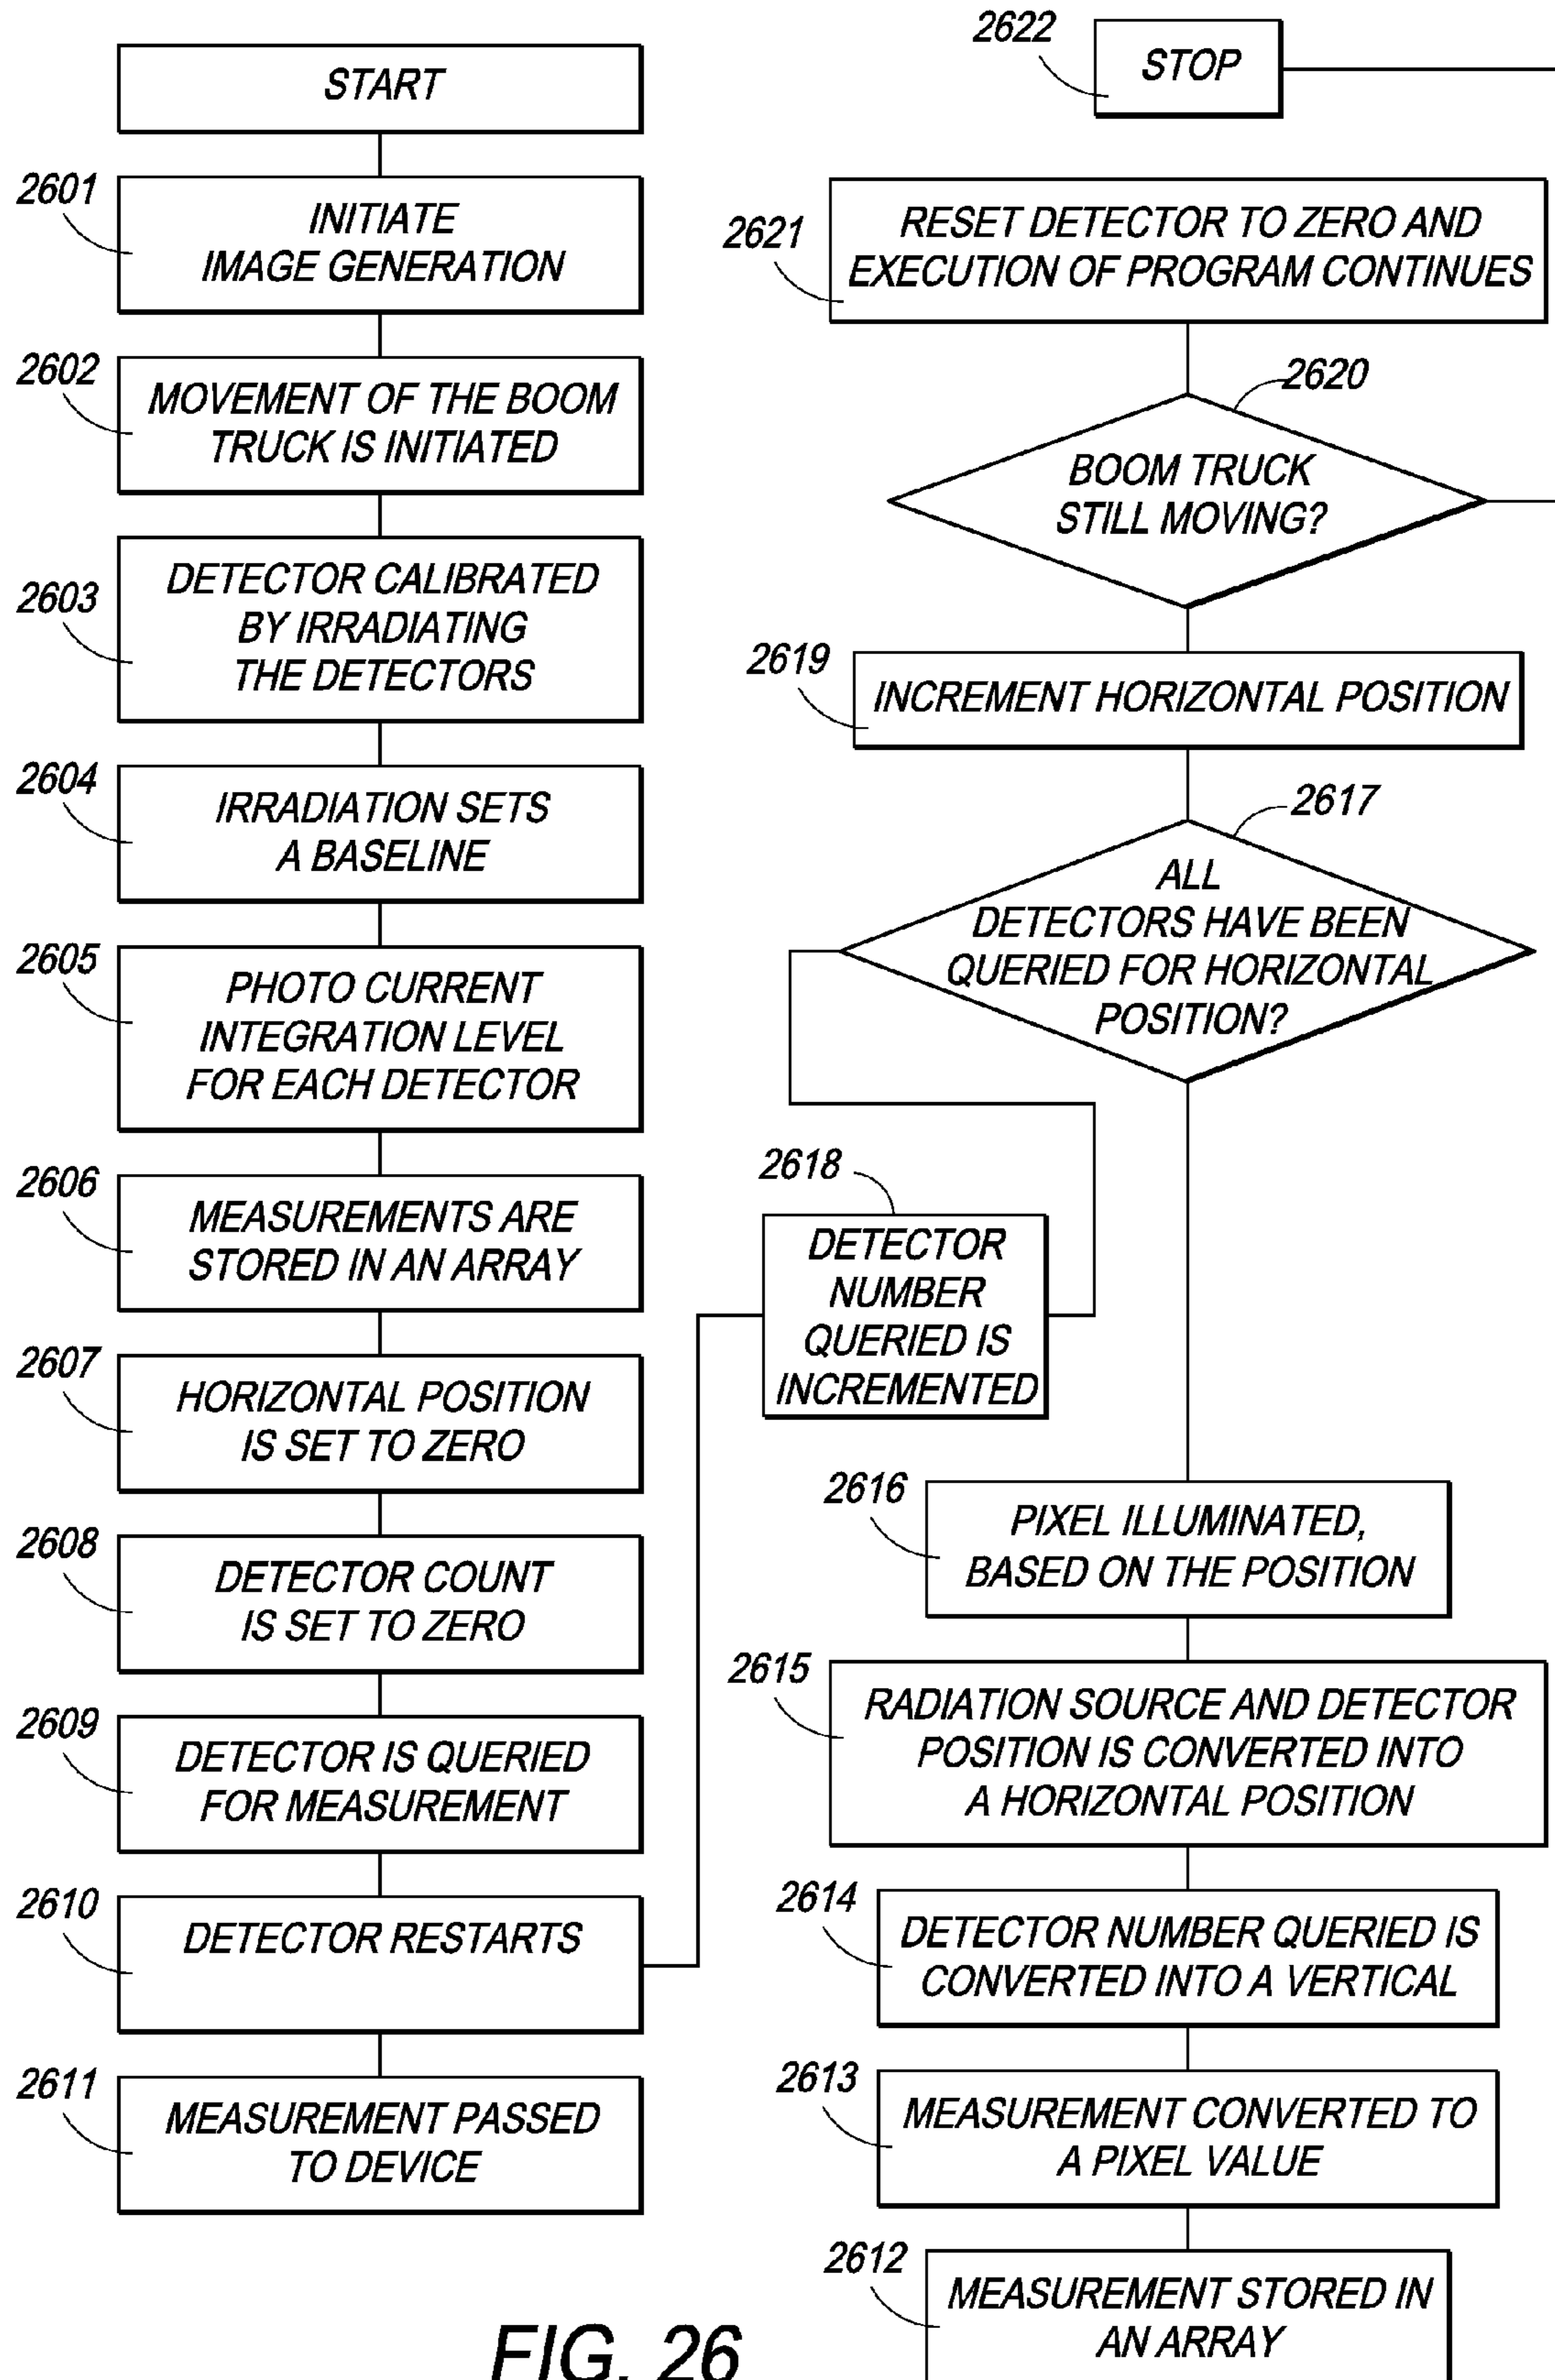 START
2601
INITIATE
IMAGE GENERATION
2602
MOVEMENT OF THE BOOM
TRUCK IS INITIATED
2603
DETECTOR CALIBRATED
BY IRRADIATING
THE DETECTORS
2604
IRRADIATION SETS
A BASELINE
2605
PHOTO CURRENT
INTEGRATION LEVEL
FOR EACH DETECTOR
2606
MEASUREMENTS ARE
STORED IN AN ARRAY
2607
HORIZONTAL POSITION
IS SET TO ZERO
2608
DETECTOR COUNT
IS SET TO ZERO
2609
DETECTOR IS QUERIED
FOR MEASUREMENT
2610
DETECTOR RESTARTS
2611
MEASUREMENT PASSED
TO DEVICE
2622
STOP
2621
RESET DETECTOR TO ZERO AND
EXECUTION OF PROGRAM CONTINUES
2620
BOOM TRUCK
STILL MOVING?
2619
INCREMENT HORIZONTAL POSITION
2617
ALL
DETECTORS HAVE BEEN
QUERIED FOR HORIZONTAL
POSITION?
2618
DETECTOR
NUMBER
QUERIED IS
INCREMENTED
2616
PIXEL ILLUMINATED,
BASED ON THE POSITION
2615
RADIATION SOURCE AND DETECTOR
POSITION IS CONVERTED INTO
A HORIZONTAL POSITION
2614
DETECTOR NUMBER QUERIED IS
CONVERTED INTO A VERTICAL
2613
MEASUREMENT CONVERTED TO
A PIXEL VALUE
2612
MEASUREMENT STORED IN
AN ARRAY
FIG. 26